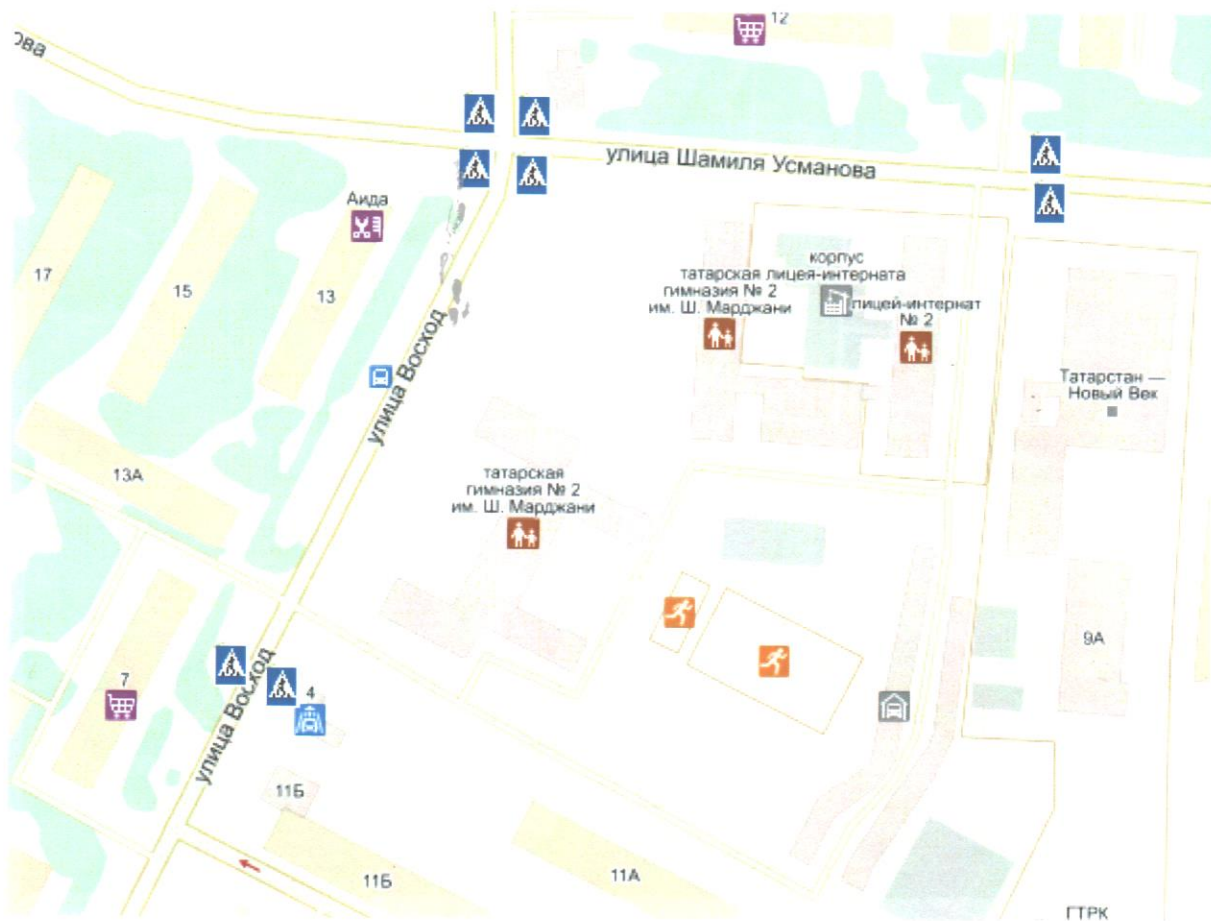 12
ова
улица Шамиля Усманова
Аида
17
15
13
корпус
татарская лицея-интерната
гимназия № 2
им. Ш. Марджани
лицей-интернат
№ 2
улица Восход
Татарстан —
Новый Век
13А
татарская
гимназия № 2
им. Ш. Марджани
9А
7
4
улица Восход
11Б
11Б
11А
ГТРК